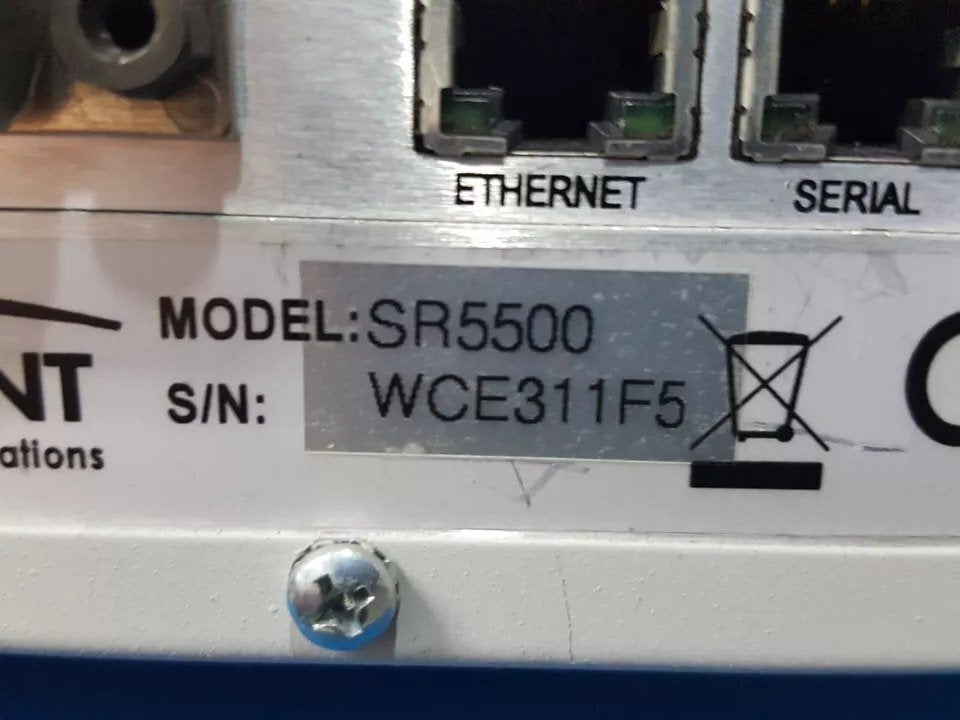 ETHERNET
SERIAL
MODEL:SR5500
S/N: WCE311F5
NT
ations